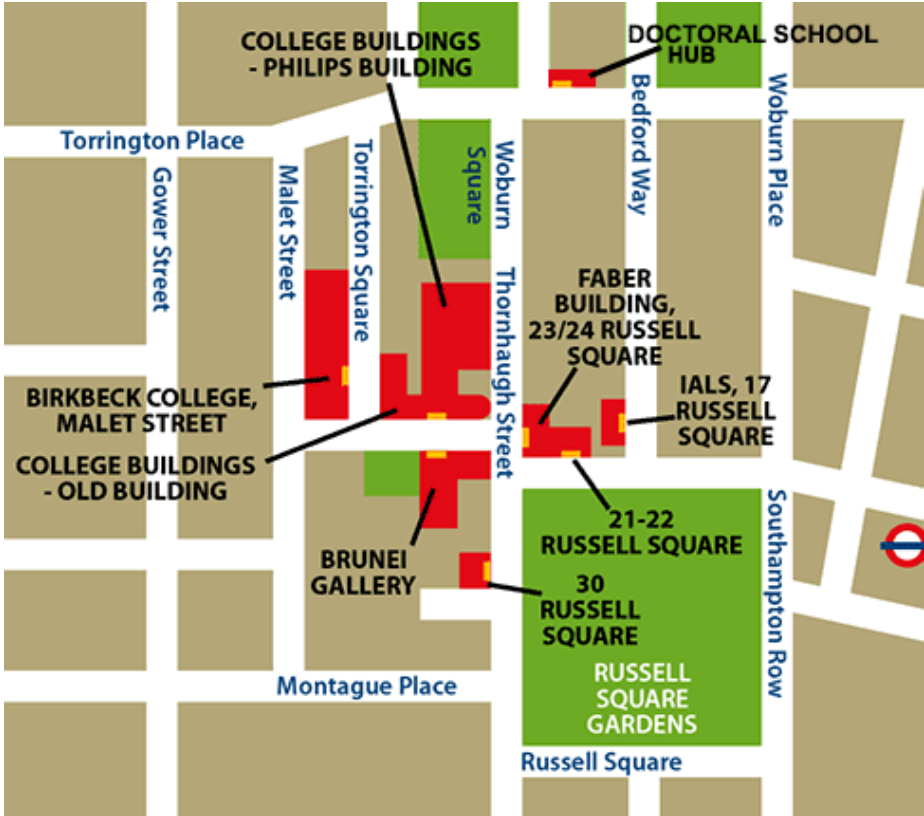 COLLEGE BUILDINGS
- PHILIPS BUILDING
DOCTORAL SCHOOL
HUB
Torrington Place
Gower Street
Malet Street
Torrington Square
Woburn
Square
Bedford Way
Woburn Place
Thornhaugh Street
FABER
BUILDING,
23/24 RUSSELL
SQUARE
BIRKBECK COLLEGE,
MALET STREET
IALS, 17
RUSSELL
SQUARE
COLLEGE BUILDINGS
- OLD BUILDING
21-22
RUSSELL SQUARE
BRUNEI
GALLERY
30
RUSSELL
SQUARE
Southampton Row
RUSSELL
SQUARE
GARDENS
Montague Place
Russell Square